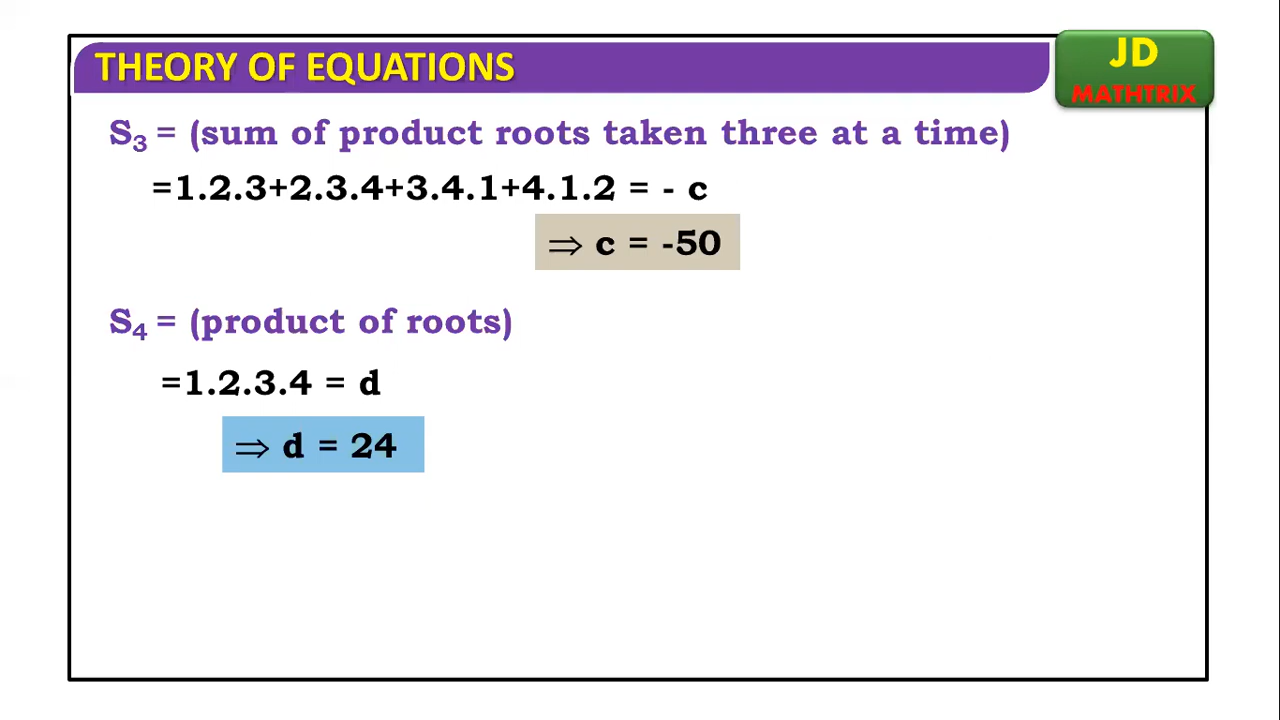 THEORY OF EQUATIONS
JD
MATHTRIX
S₃ = (sum of product roots taken three at a time)
=1.2.3+2.3.4+3.4.1+4.1.2 = - c
⇒ c = -50
S₄ = (product of roots)
=1.2.3.4 = d
⇒ d = 24